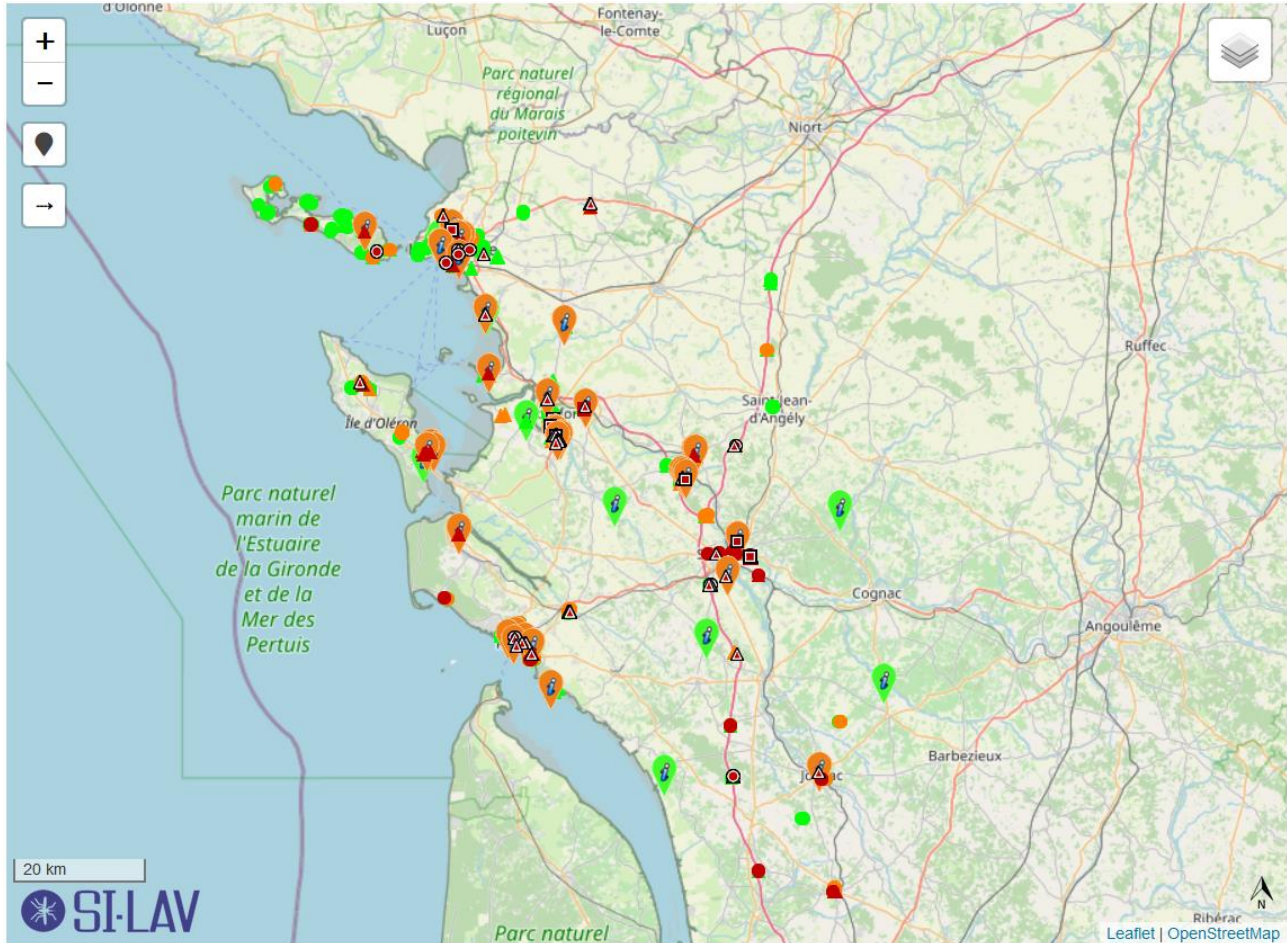 d'Olonne
Fontenay-
le-Comte
Luçon
+
−
Parc naturel
régional
du Marais
poitevin
Niort
Ruffec
Île d'Oléron
d'Angély
Parc naturel
marin de
l'Estuaire
de la Gironde
et de la
Mer des
Pertuis
Cognac
Angoulême
Barbezieux
20 km
SI-LAV
N
Ribérac
Parc naturel
Leaflet | OpenStreetMap